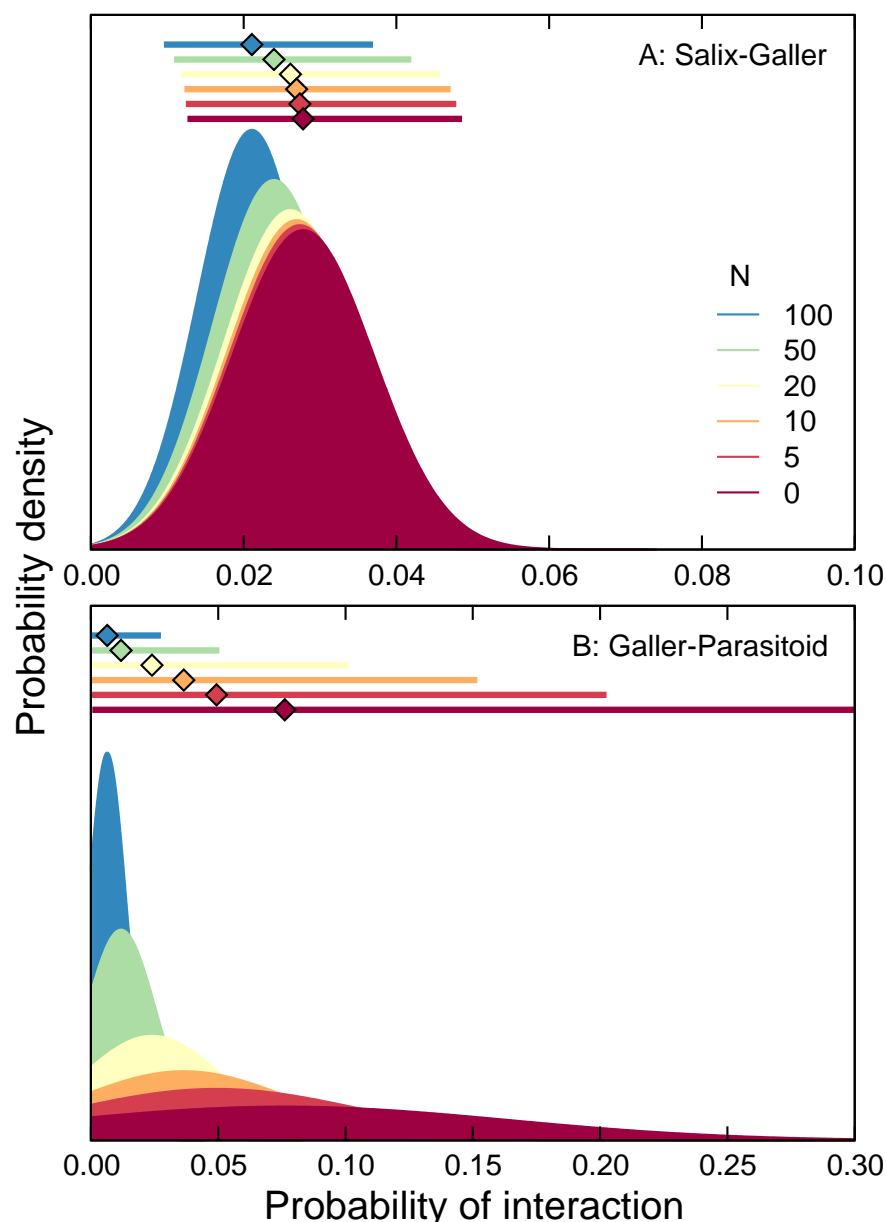 A: Salix-Galler
N
100
50
20
10
5
0
0.00 0.02 0.04 0.06 0.08 0.10
Probability density
B: Galler-Parasitoid
0.00 0.05 0.10 0.15 0.20 0.25 0.30
Probability of interaction